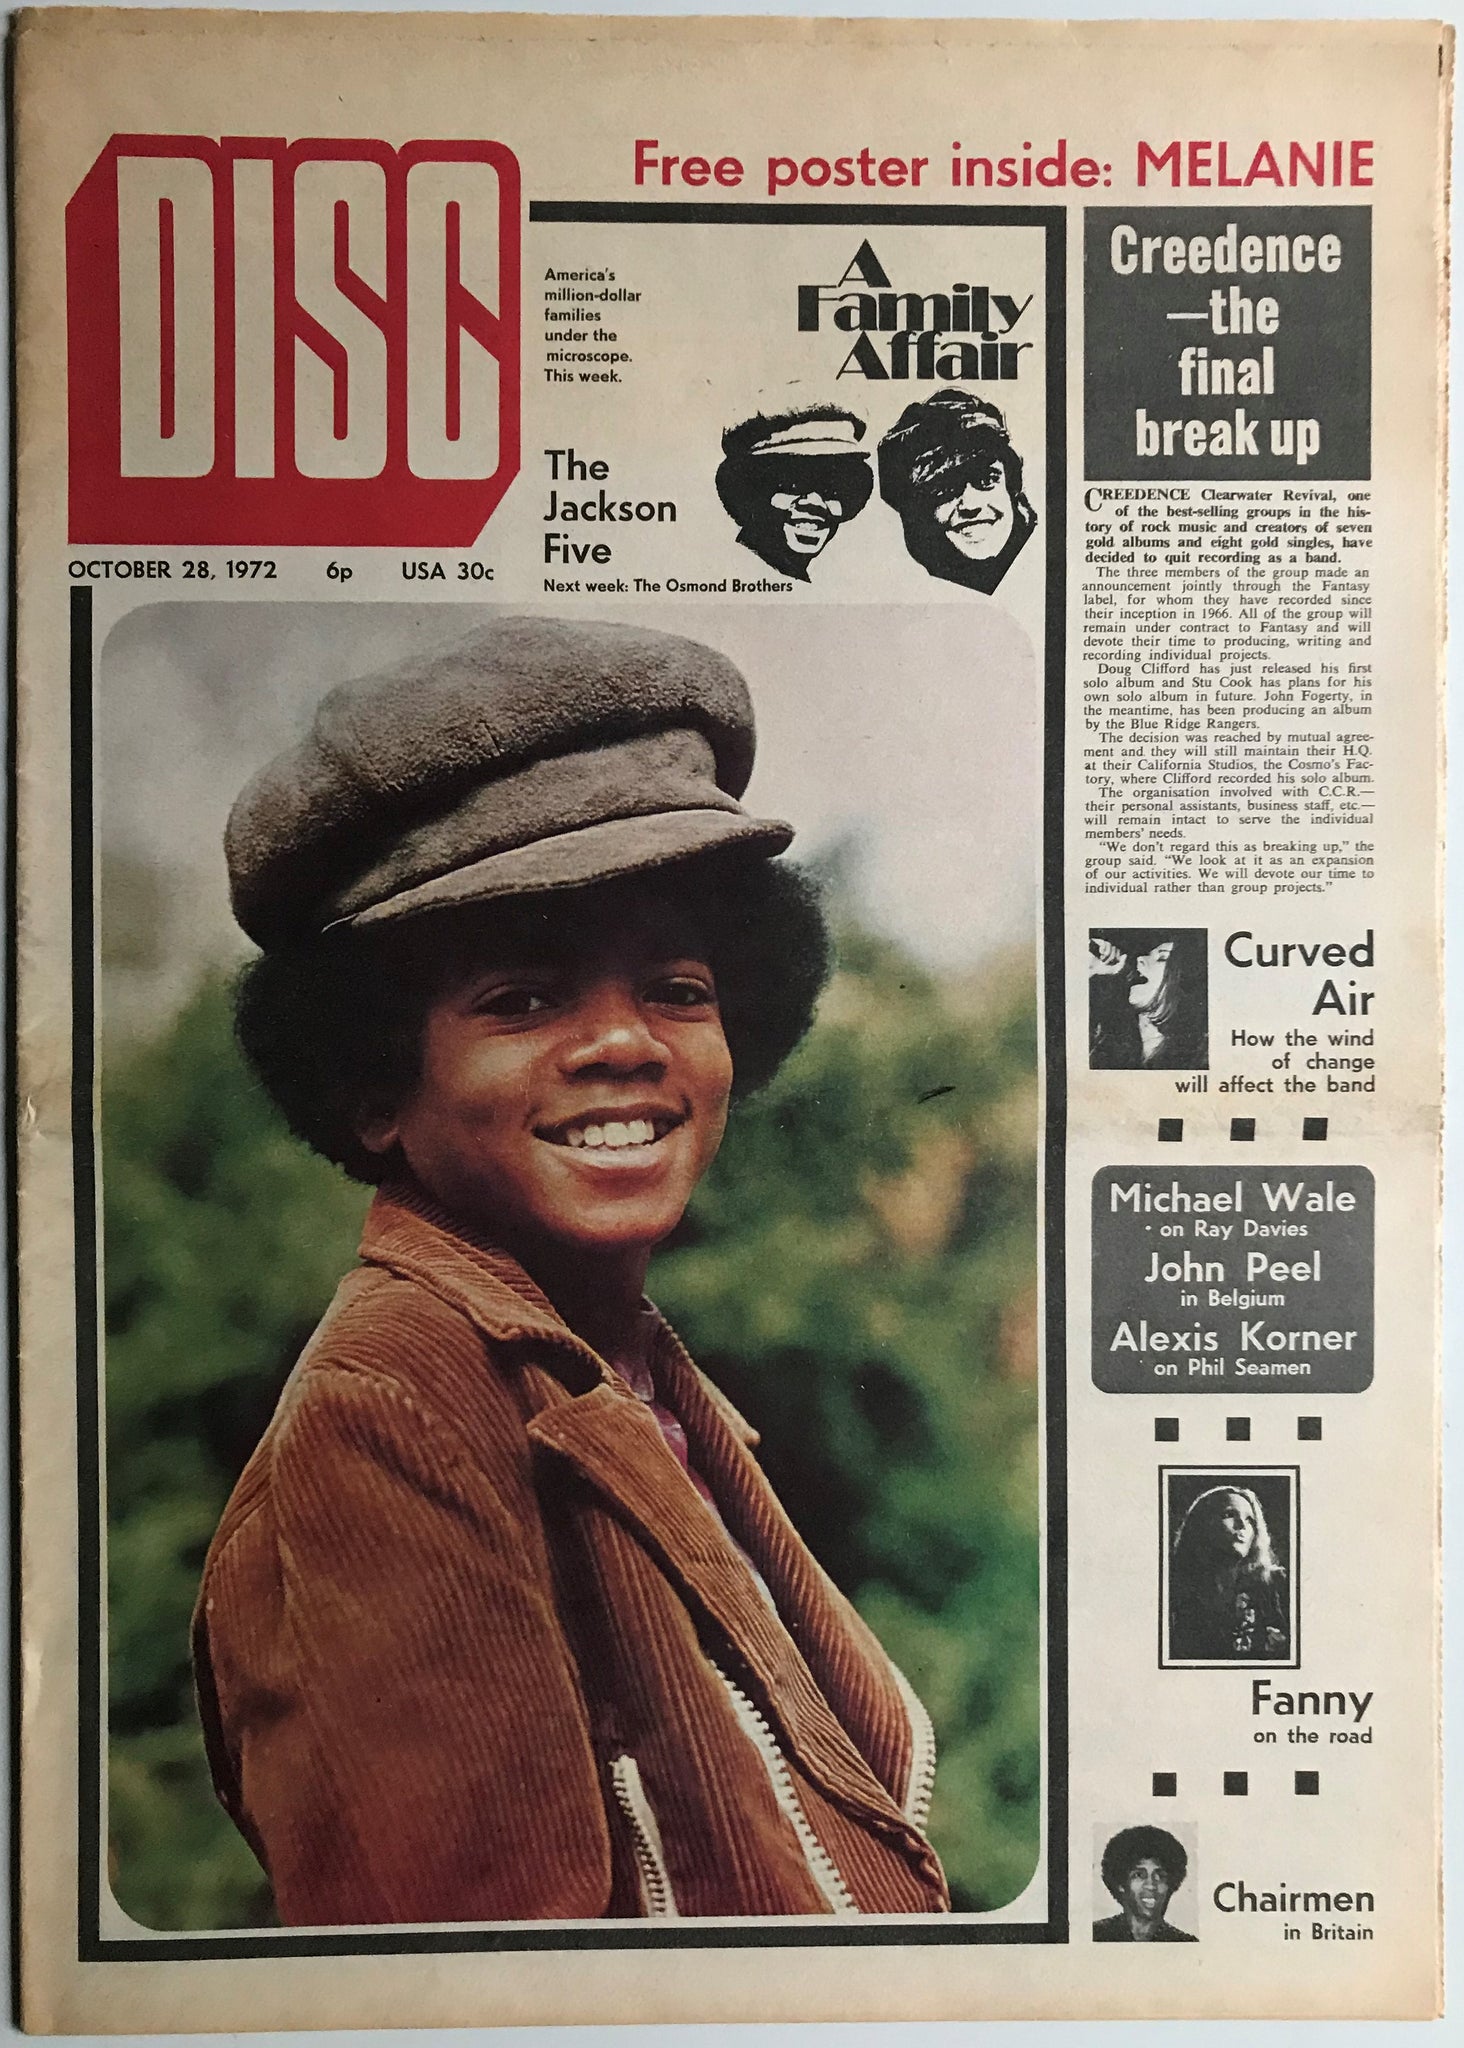 DISC
Free poster inside: MELANIE
OCTOBER 28, 1972 6p USA 30c
America's
million-dollar
families
under the
microscope.
This week.
The
Jackson
Five
Next week: The Osmond Brothers
A
Family
Affair
Creedence
—the
final
break up
CREEDENCE Clearwater Revival, one
of the best-selling groups in the his-
tory of rock music and creators of seven
gold albums and eight gold singles, have
decided to quit recording as a band.
The three members of the group made an
announcement jointly through the Fantasy
label, for whom they have recorded since
their inception in 1966. All of the group will
remain under contract to Fantasy and will
devote their time to producing, writing and
recording individual projects.
Doug Clifford has just released his first
solo album and Stu Cook has plans for his
own solo album in future. John Fogerty, in
the meantime, has been producing an album
by the Blue Ridge Rangers.
The decision was reached by mutual agree-
ment and they will still maintain their H.Q.
at their California Studios, the Cosmo's Fac-
tory, where Clifford recorded his solo album.
The organisation involved with C.C.R.—
their personal assistants, business staff, etc.—
will remain intact to serve the individual
members' needs.
"We don't regard this as breaking up," the
group said. "We look at it as an expansion
of our activities. We will devote our time to
individual rather than group projects."
Curved
Air
How the wind
of change
will affect the band
Michael Wale
on Ray Davies
John Peel
in Belgium
Alexis Korner
on Phil Seamen
Fanny
on the road
Chairmen
in Britain